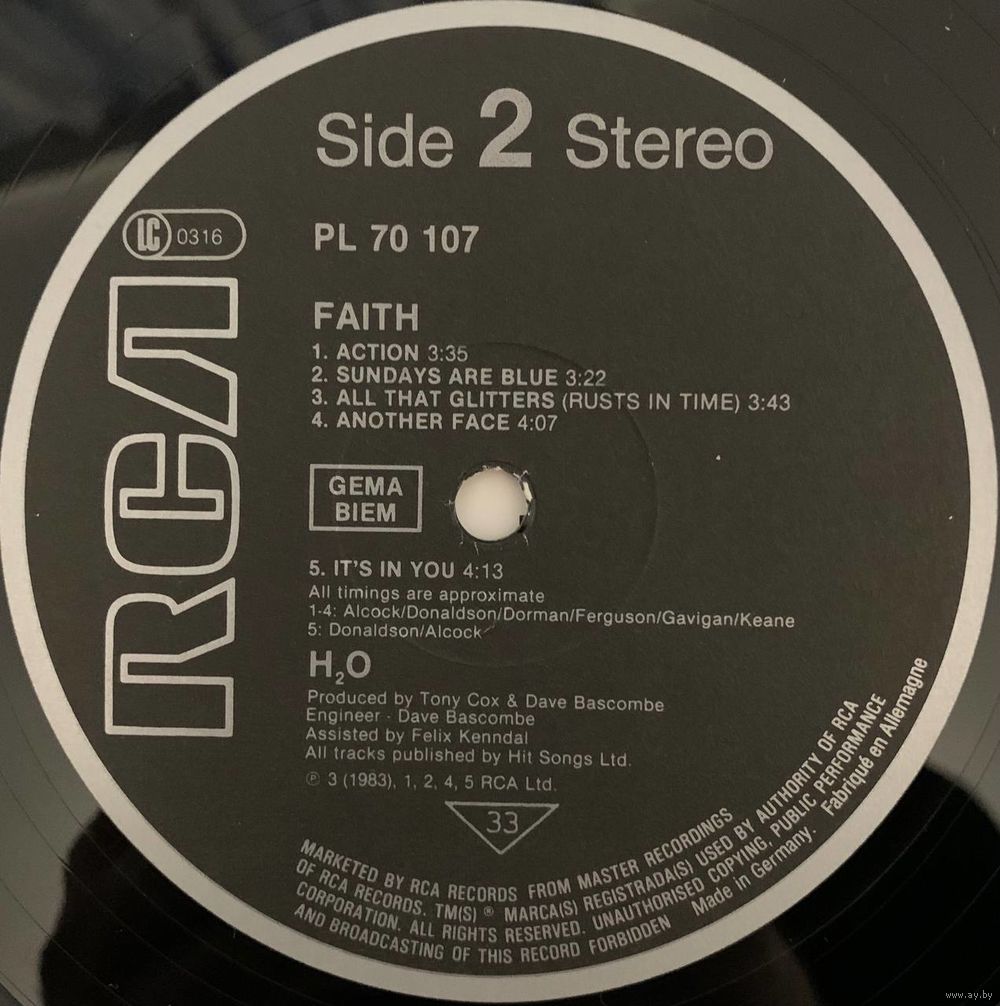 Side 2 Stereo
LC 0316
PL 70 107
RCA
FAITH
1. ACTION 3:35
2. SUNDAYS ARE BLUE 3:22
3. ALL THAT GLITTERS (RUSTS IN TIME) 3:43
4. ANOTHER FACE 4:07
GEMA
BIEM
5. IT'S IN YOU 4:13
All timings are approximate
1-4: Alcock/Donaldson/Dorman/Ferguson/Gavigan/Keane
5: Donaldson/Alcock
H₂O
Produced by Tony Cox & Dave Bascombe
Engineer - Dave Bascombe
Assisted by Felix Kenndal
All tracks published by Hit Songs Ltd.
℗ 3 (1983), 1, 2, 4, 5 RCA Ltd.
33
MARKETED BY RCA RECORDS FROM MASTER RECORDINGS
OF RCA RECORDS. TM(S) ® MARCA(S) REGISTRADA(S) USED BY AUTHORITY OF RCA
CORPORATION. ALL RIGHTS RESERVED. UNAUTHORISED COPYING, PUBLIC PERFORMANCE
AND BROADCASTING OF THIS RECORD FORBIDDEN Made in Germany. Fabriqué en Allemagne
www.ay.by